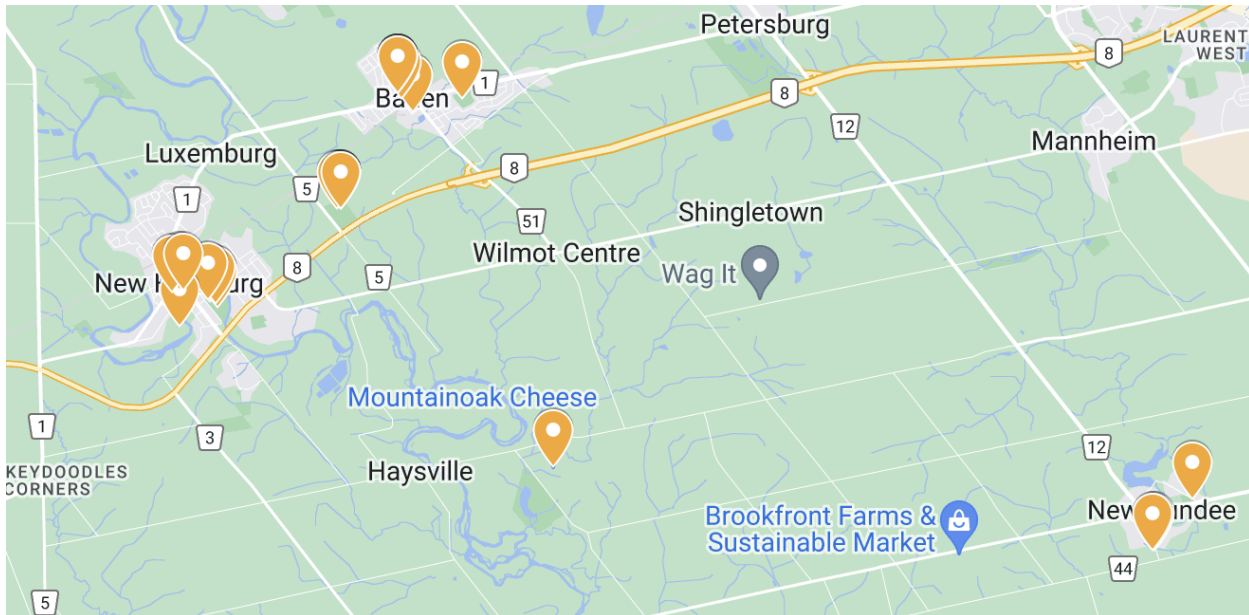 Petersburg
LAURENT
WEST
8
8
1
Baden
12
Mannheim
Luxemburg
8
5
1
51
Shingletown
Wilmot Centre
Wag It
New H
urg
8
5
Mountainoak Cheese
1
3
12
KEYDOODLES
CORNERS
Haysville
New Dundee
Brookfront Farms &
Sustainable Market
44
5